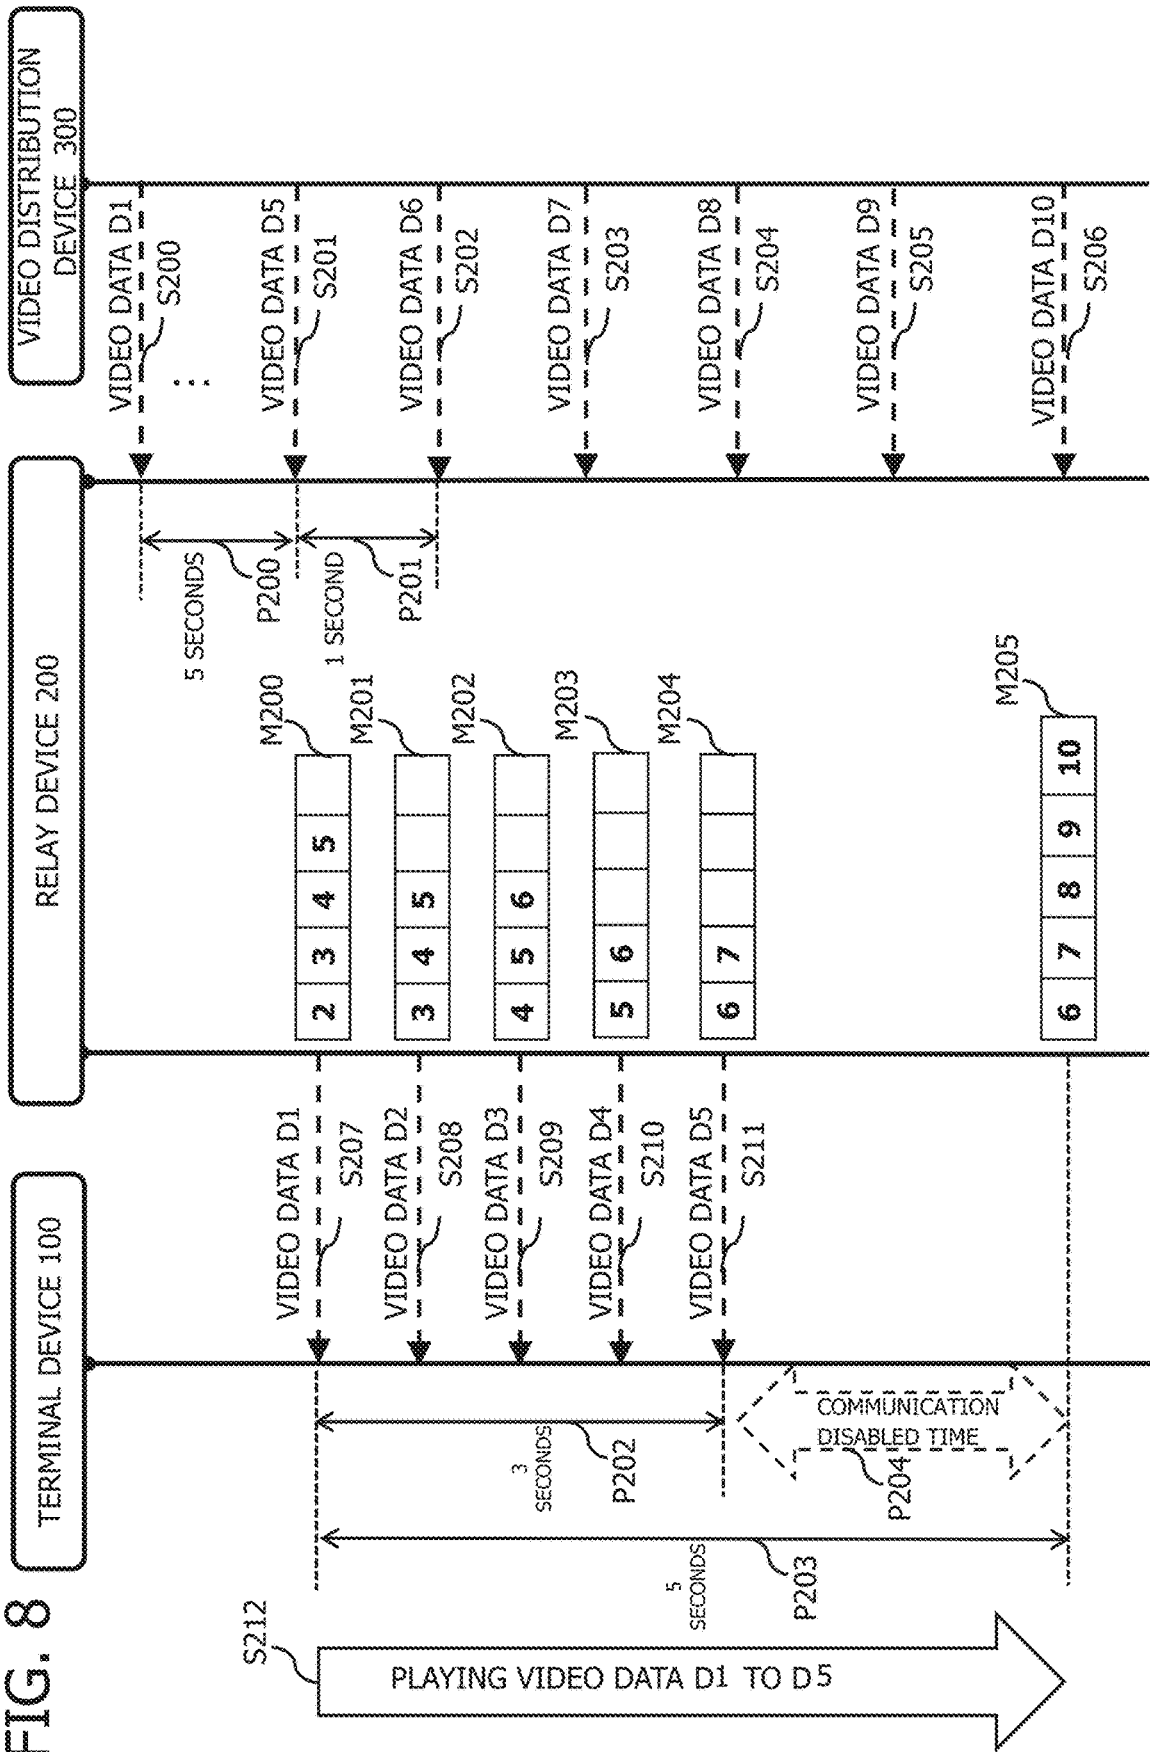 FIG. 8
TERMINAL DEVICE 100
RELAY DEVICE 200
VIDEO DISTRIBUTION
DEVICE 300
VIDEO DATA D1
S200
⋮
VIDEO DATA D5
S201
VIDEO DATA D6
S202
VIDEO DATA D7
S203
VIDEO DATA D8
S204
VIDEO DATA D9
S205
VIDEO DATA D10
S206
5 SECONDS
P200
1 SECOND
P201
M200
2 3 4 5
M201
3 4 5
M202
4 5 6
M203
5 6
M204
6 7
M205
6 7 8 9 10
VIDEO DATA D1
S207
VIDEO DATA D2
S208
VIDEO DATA D3
S209
VIDEO DATA D4
S210
VIDEO DATA D5
S211
3
SECONDS
P202
COMMUNICATION
DISABLED TIME
P204
5
SECONDS
P203
S212
PLAYING VIDEO DATA D1 TO D5